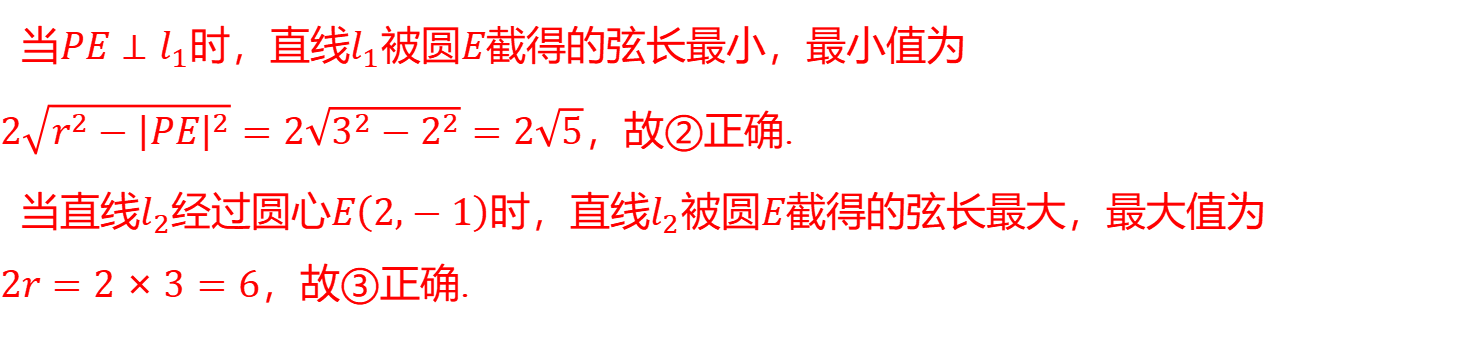 当PE ⊥ l₁时，直线l₁被圆E截得的弦长最小，最小值为
2√(r² − |PE|²) = 2√(3² − 2²) = 2√5，故②正确.
当直线l₂经过圆心E(2, − 1)时，直线l₂被圆E截得的弦长最大，最大值为
2r = 2 × 3 = 6，故③正确.